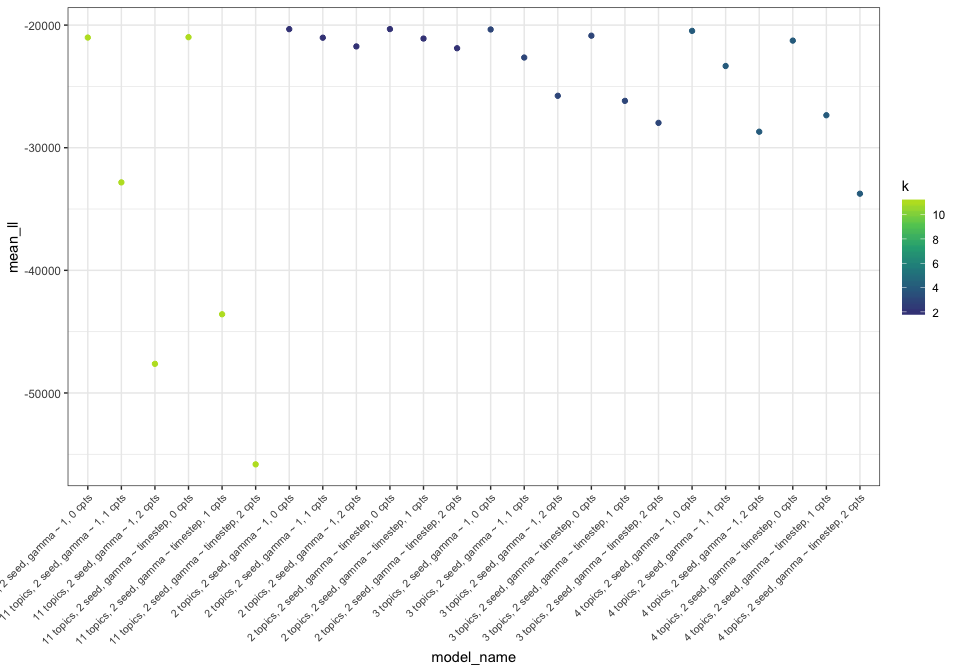 -20000
-30000
-40000
-50000
mean_ll
2 seed, gamma ~ 1, 0 cpts
11 topics, 2 seed, gamma ~ 1, 1 cpts
11 topics, 2 seed, gamma ~ 1, 2 cpts
11 topics, 2 seed, gamma ~ timestep, 0 cpts
11 topics, 2 seed, gamma ~ timestep, 1 cpts
11 topics, 2 seed, gamma ~ timestep, 2 cpts
2 topics, 2 seed, gamma ~ 1, 0 cpts
2 topics, 2 seed, gamma ~ 1, 1 cpts
2 topics, 2 seed, gamma ~ 1, 2 cpts
2 topics, 2 seed, gamma ~ timestep, 0 cpts
2 topics, 2 seed, gamma ~ timestep, 1 cpts
2 topics, 2 seed, gamma ~ timestep, 2 cpts
3 topics, 2 seed, gamma ~ 1, 0 cpts
3 topics, 2 seed, gamma ~ 1, 1 cpts
3 topics, 2 seed, gamma ~ 1, 2 cpts
3 topics, 2 seed, gamma ~ timestep, 0 cpts
3 topics, 2 seed, gamma ~ timestep, 1 cpts
3 topics, 2 seed, gamma ~ timestep, 2 cpts
4 topics, 2 seed, gamma ~ 1, 0 cpts
4 topics, 2 seed, gamma ~ 1, 1 cpts
4 topics, 2 seed, gamma ~ 1, 2 cpts
4 topics, 2 seed, gamma ~ timestep, 0 cpts
4 topics, 2 seed, gamma ~ timestep, 1 cpts
4 topics, 2 seed, gamma ~ timestep, 2 cpts
model_name
k
10
8
6
4
2